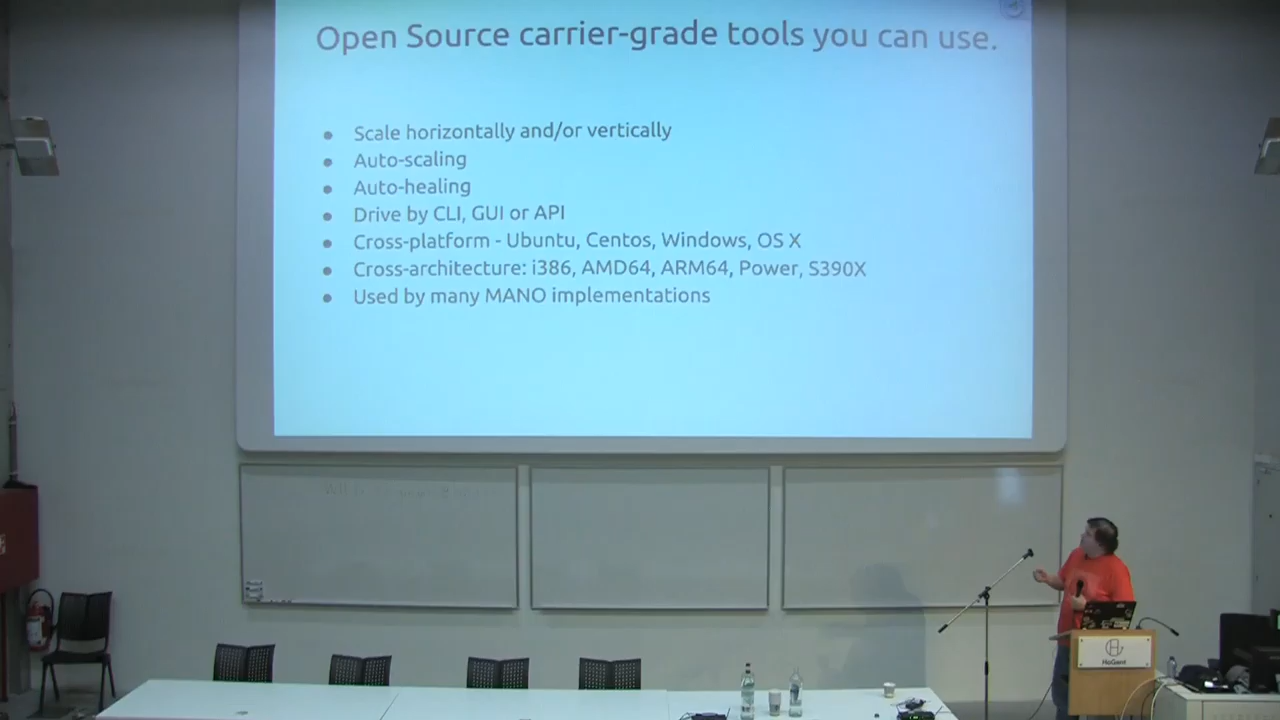 Open Source carrier-grade tools you can use.
● Scale horizontally and/or vertically
● Auto-scaling
● Auto-healing
● Drive by CLI, GUI or API
● Cross-platform - Ubuntu, Centos, Windows, OS X
● Cross-architecture: i386, AMD64, ARM64, Power, S390X
● Used by many MANO implementations
HoGent